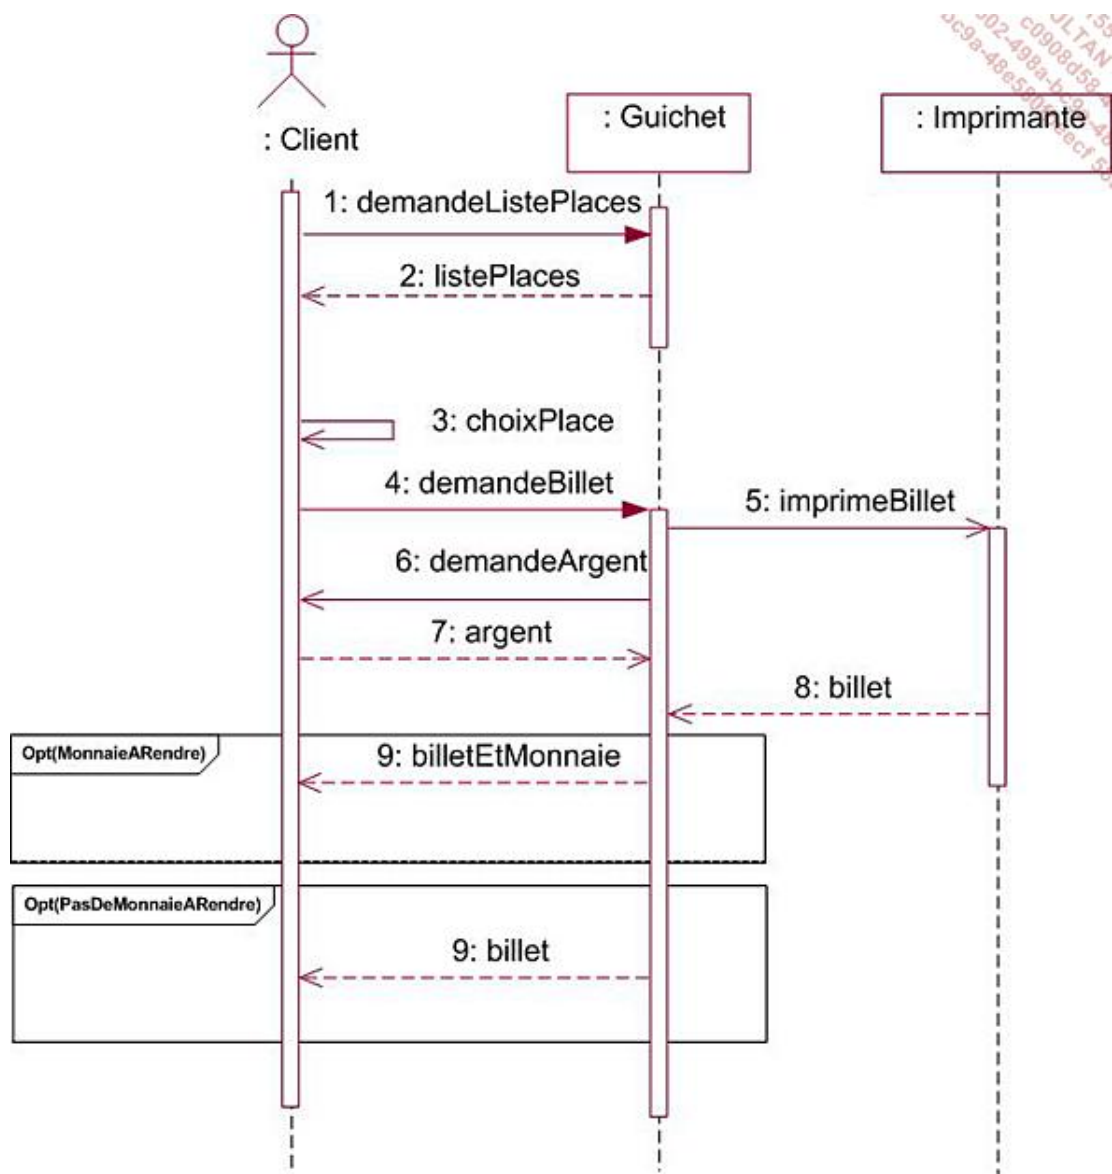 : Client
: Guichet
: Imprimante
1: demandeListePlaces
2: listePlaces
3: choixPlace
4: demandeBillet
5: imprimeBillet
6: demandeArgent
7: argent
8: billet
Opt(MonnaieARendre)
9: billetEtMonnaie
Opt(PasDeMonnaieARendre)
9: billet